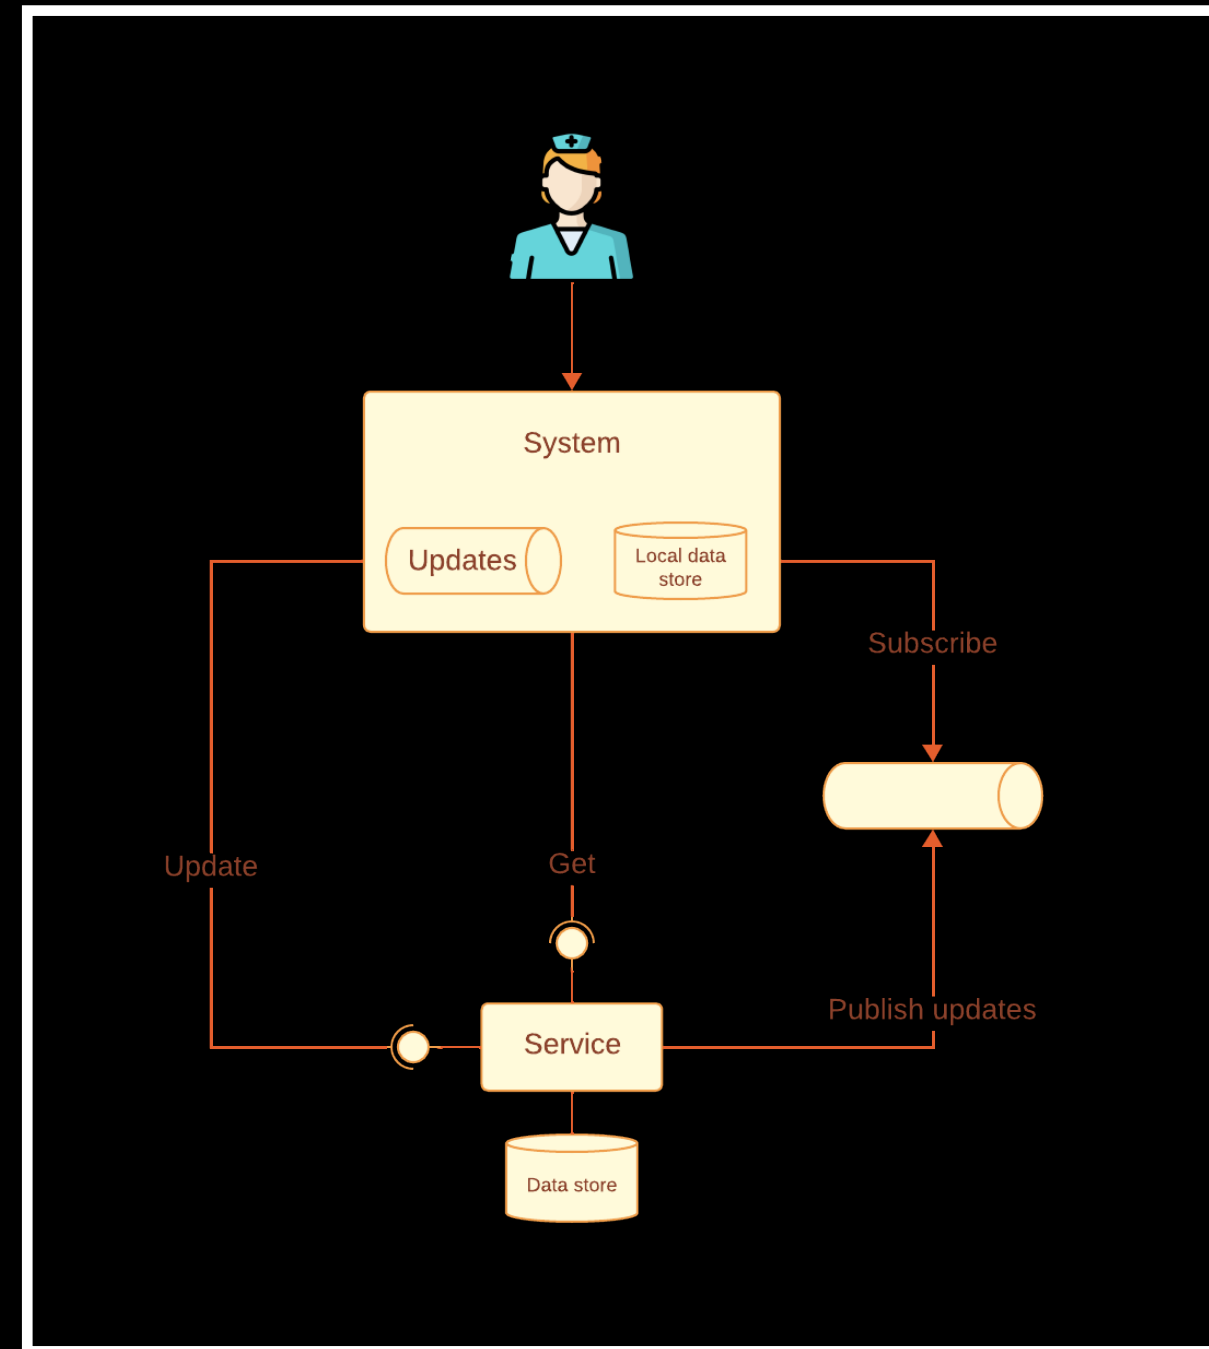 System
Updates
Local data
store
Subscribe
Update
Get
Publish updates
Service
Data store